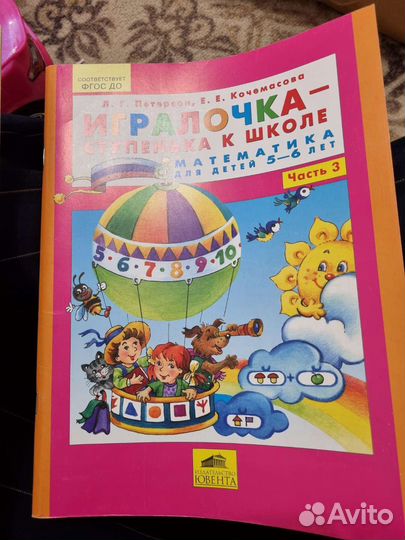 СООТВЕТСТВУЕТ
ФГОС ДО
Л. Г. Петерсон, Е. Е. Кочемасова
ИГРАЛОЧКА –
СТУПЕНЬКА К ШКОЛЕ
МАТЕМАТИКА
ДЛЯ ДЕТЕЙ 5–6 ЛЕТ
Часть 3
5·6·7·8·9·10
ИЗДАТЕЛЬСТВО
ЮВЕНТА
Avito